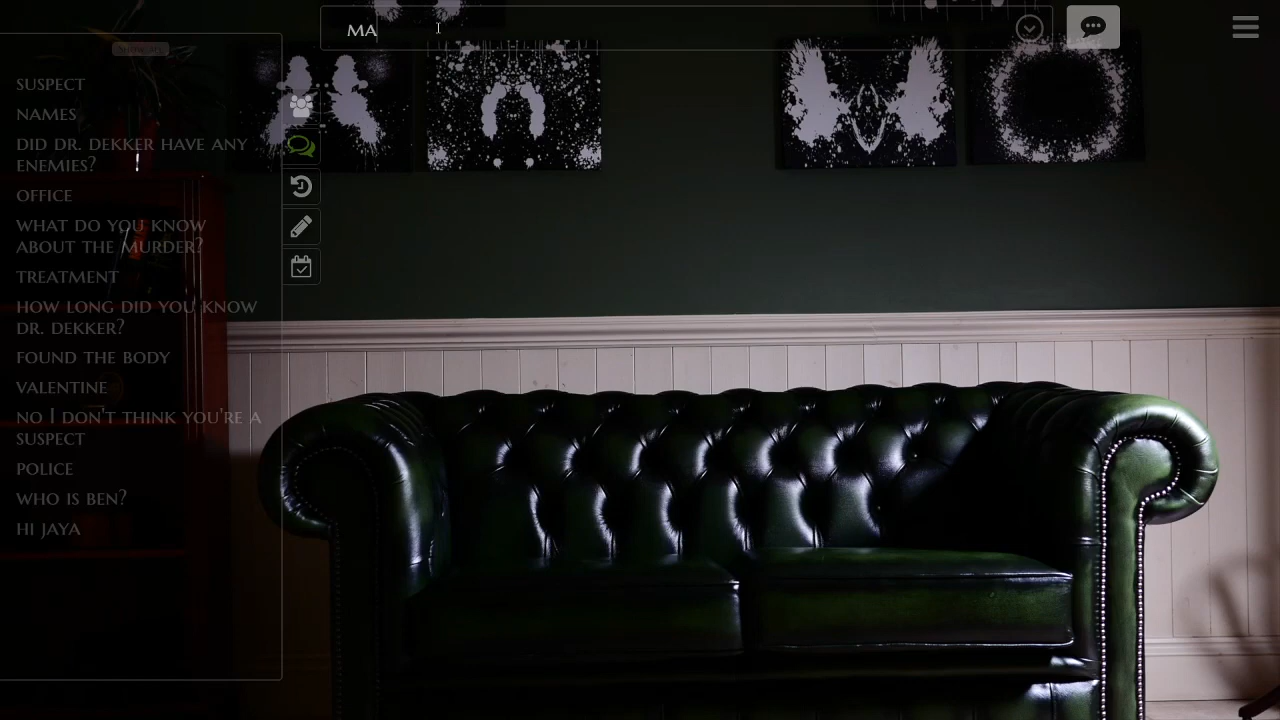 MA
SUSPECT
NAMES
DID DR. DEKKER HAVE ANY
ENEMIES?
OFFICE
WHAT DO YOU KNOW
ABOUT THE MURDER?
TREATMENT
HOW LONG DID YOU KNOW
DR. DEKKER?
FOUND THE BODY
VALENTINE
NO I DON'T THINK YOU'RE A
SUSPECT
POLICE
WHO IS BEN?
HI JAYA